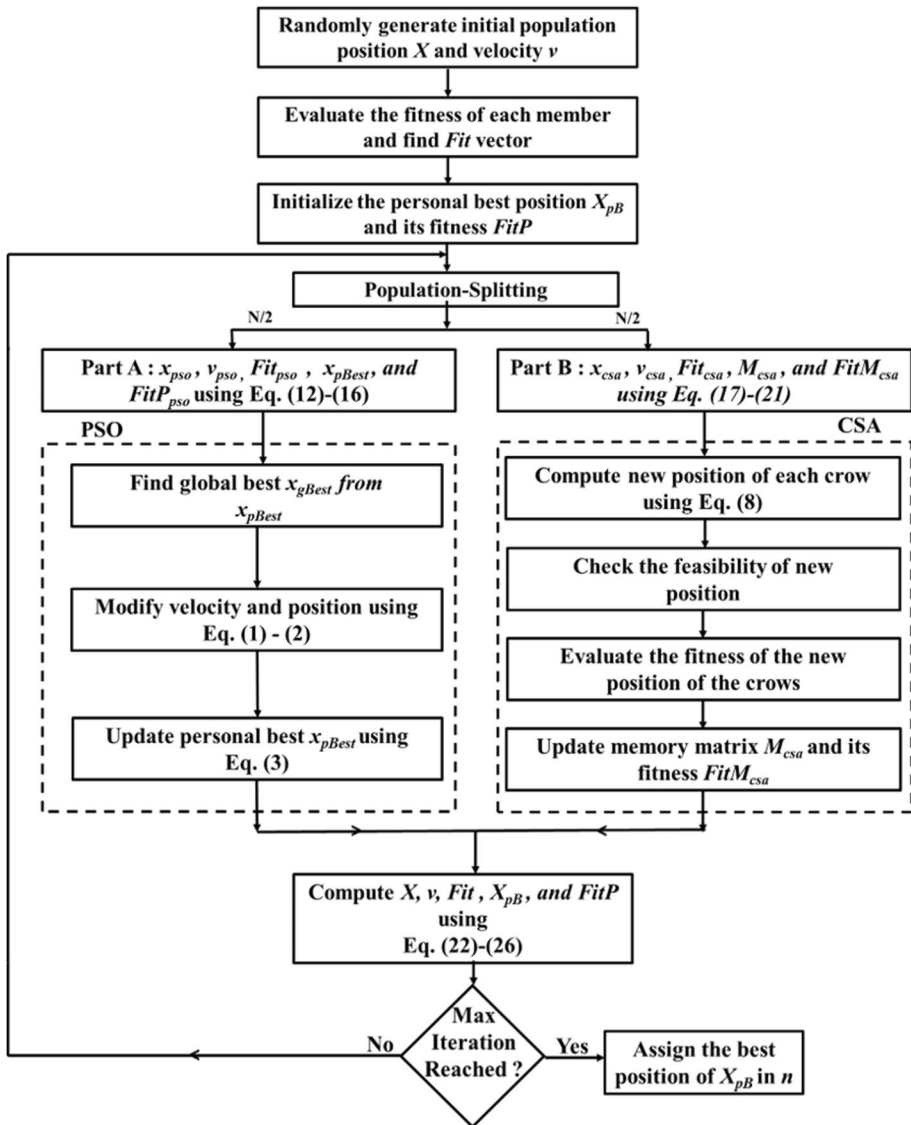 Randomly generate initial population
position X and velocity v
Evaluate the fitness of each member
and find Fit vector
Initialize the personal best position X_pB
and its fitness FitP
Population-Splitting
N/2
N/2
Part A : x_pso, v_pso, Fit_pso , x_pBest, and
FitP_pso using Eq. (12)-(16)
Part B : x_csa, v_csa, Fit_csa, M_csa, and FitM_csa
using Eq. (17)-(21)
PSO
Find global best x_gBest from
x_pBest
Modify velocity and position using
Eq. (1) - (2)
Update personal best x_pBest using
Eq. (3)
CSA
Compute new position of each crow
using Eq. (8)
Check the feasibility of new
position
Evaluate the fitness of the new
position of the crows
Update memory matrix M_csa and its
fitness FitM_csa
Compute X, v, Fit , X_pB, and FitP
using
Eq. (22)-(26)
Max
Iteration
Reached ?
No
Yes
Assign the best
position of X_pB in n